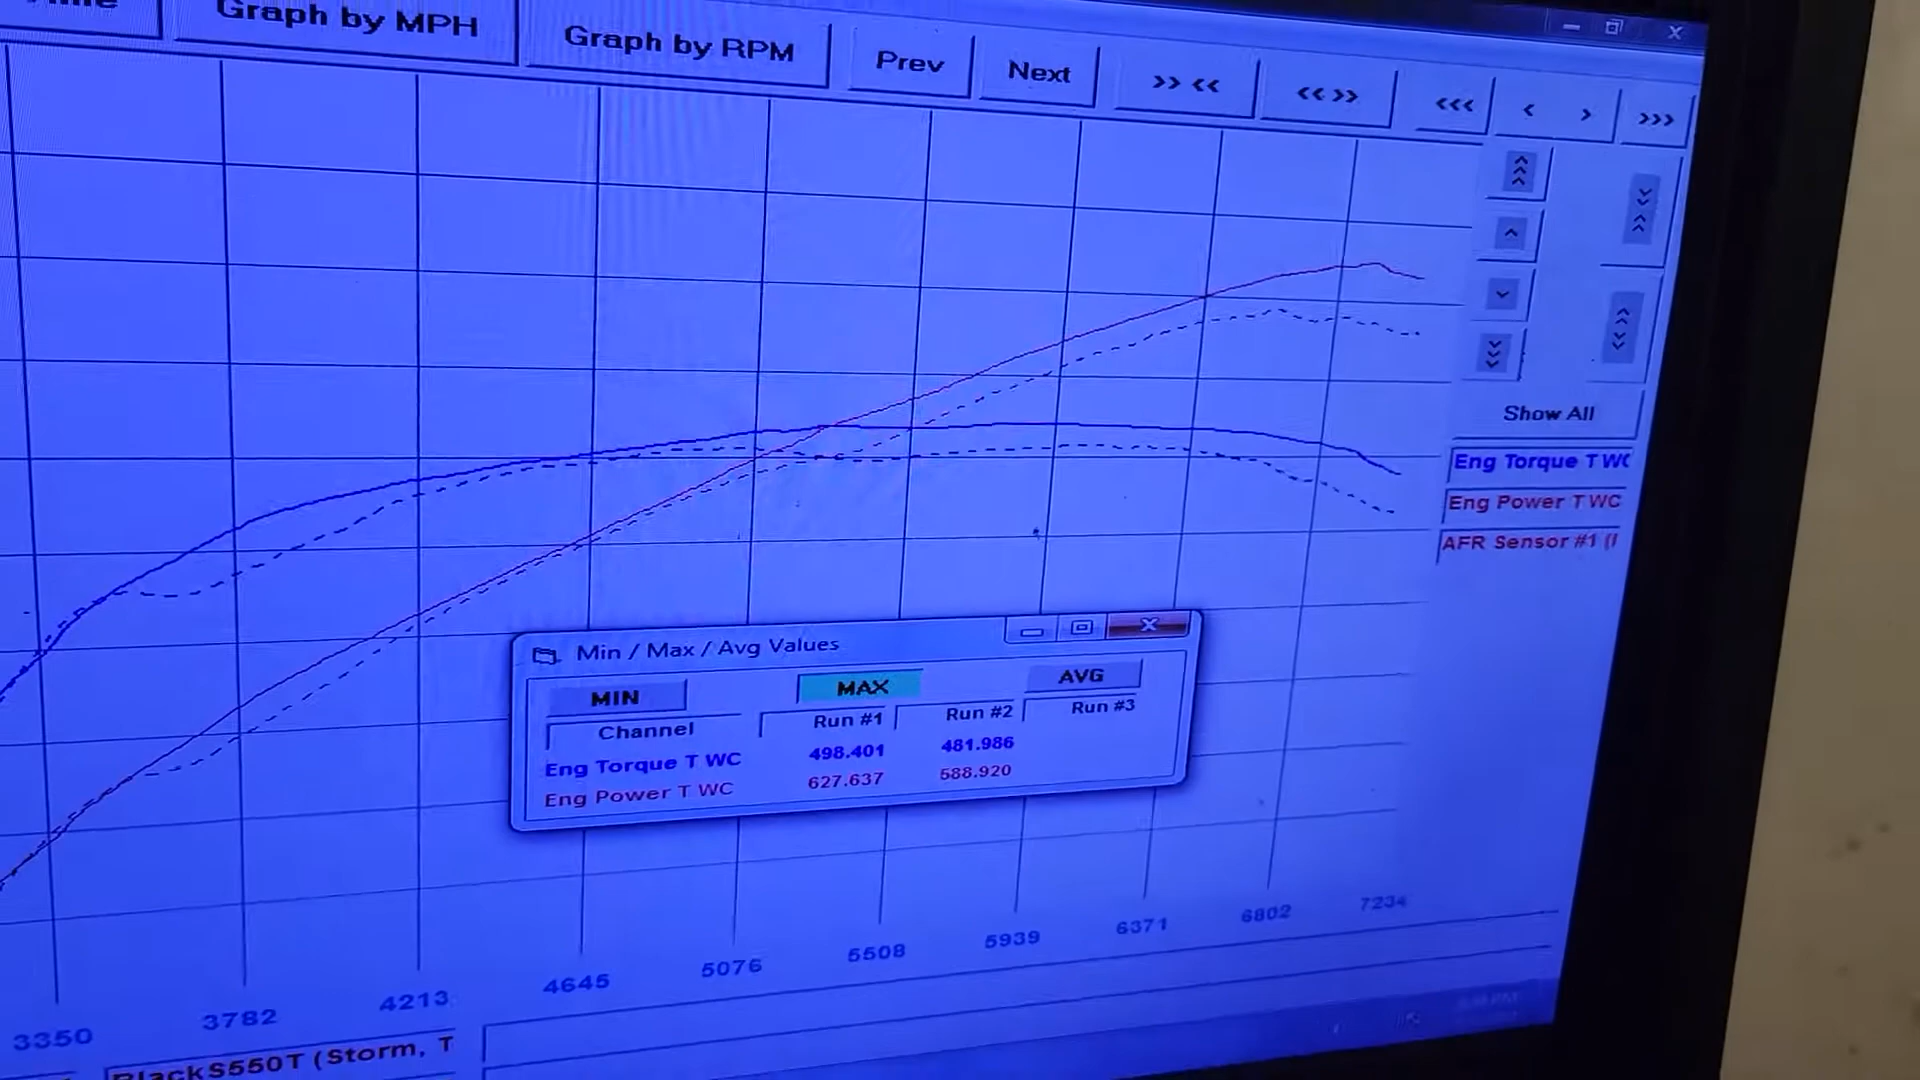 Graph by MPH
Graph by RPM
Prev
Next
>> <<
<< >>
<<<
<
>
>>>
Show All
Eng Torque T WC
Eng Power T WC
AFR Sensor #1 (
Min / Max / Avg Values
MIN
MAX
AVG
Channel
Run #1
Run #2
Run #3
Eng Torque T WC
498.401
481.986
Eng Power T WC
627.637
588.920
3350
3782
4213
4645
5076
5508
5939
6371
6802
7234
BlackS550T (Storm, T